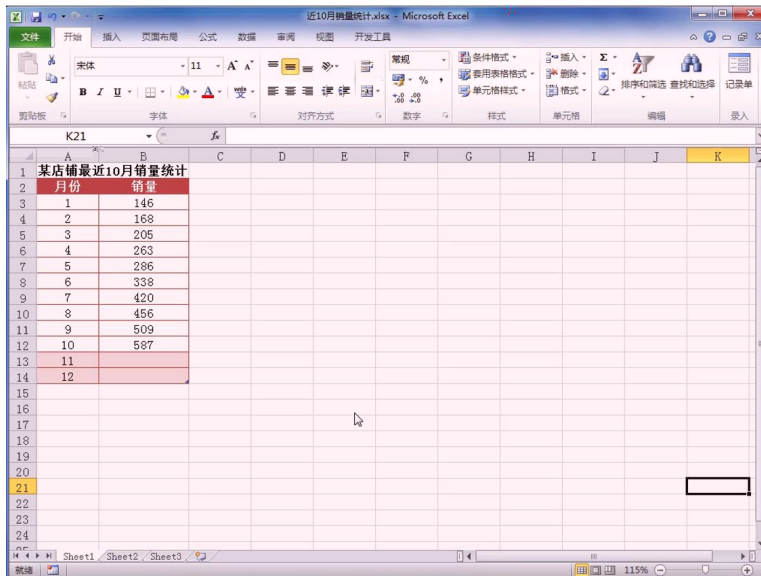 近10月销量统计.xlsx - Microsoft Excel
文件 开始 插入 页面布局 公式 数据 审阅 视图 开发工具
粘贴 宋体 11 A A 常规 条件格式 插入 Σ
B I U A 变 % , 套用表格格式 删除 排序和筛选 查找和选择 记录单
单元格样式 格式
剪贴板 字体 对齐方式 数字 样式 单元格 编辑 录入
K21 fx
A B C D E F G H I J K
1 某店铺最近10月销量统计
2 月份 销量
3 1 146
4 2 168
5 3 205
6 4 263
7 5 286
8 6 338
9 7 420
10 8 456
11 9 509
12 10 587
13 11
14 12
15
16
17
18
19
20
21
22
23
24
Sheet1 Sheet2 Sheet3
就绪 115%